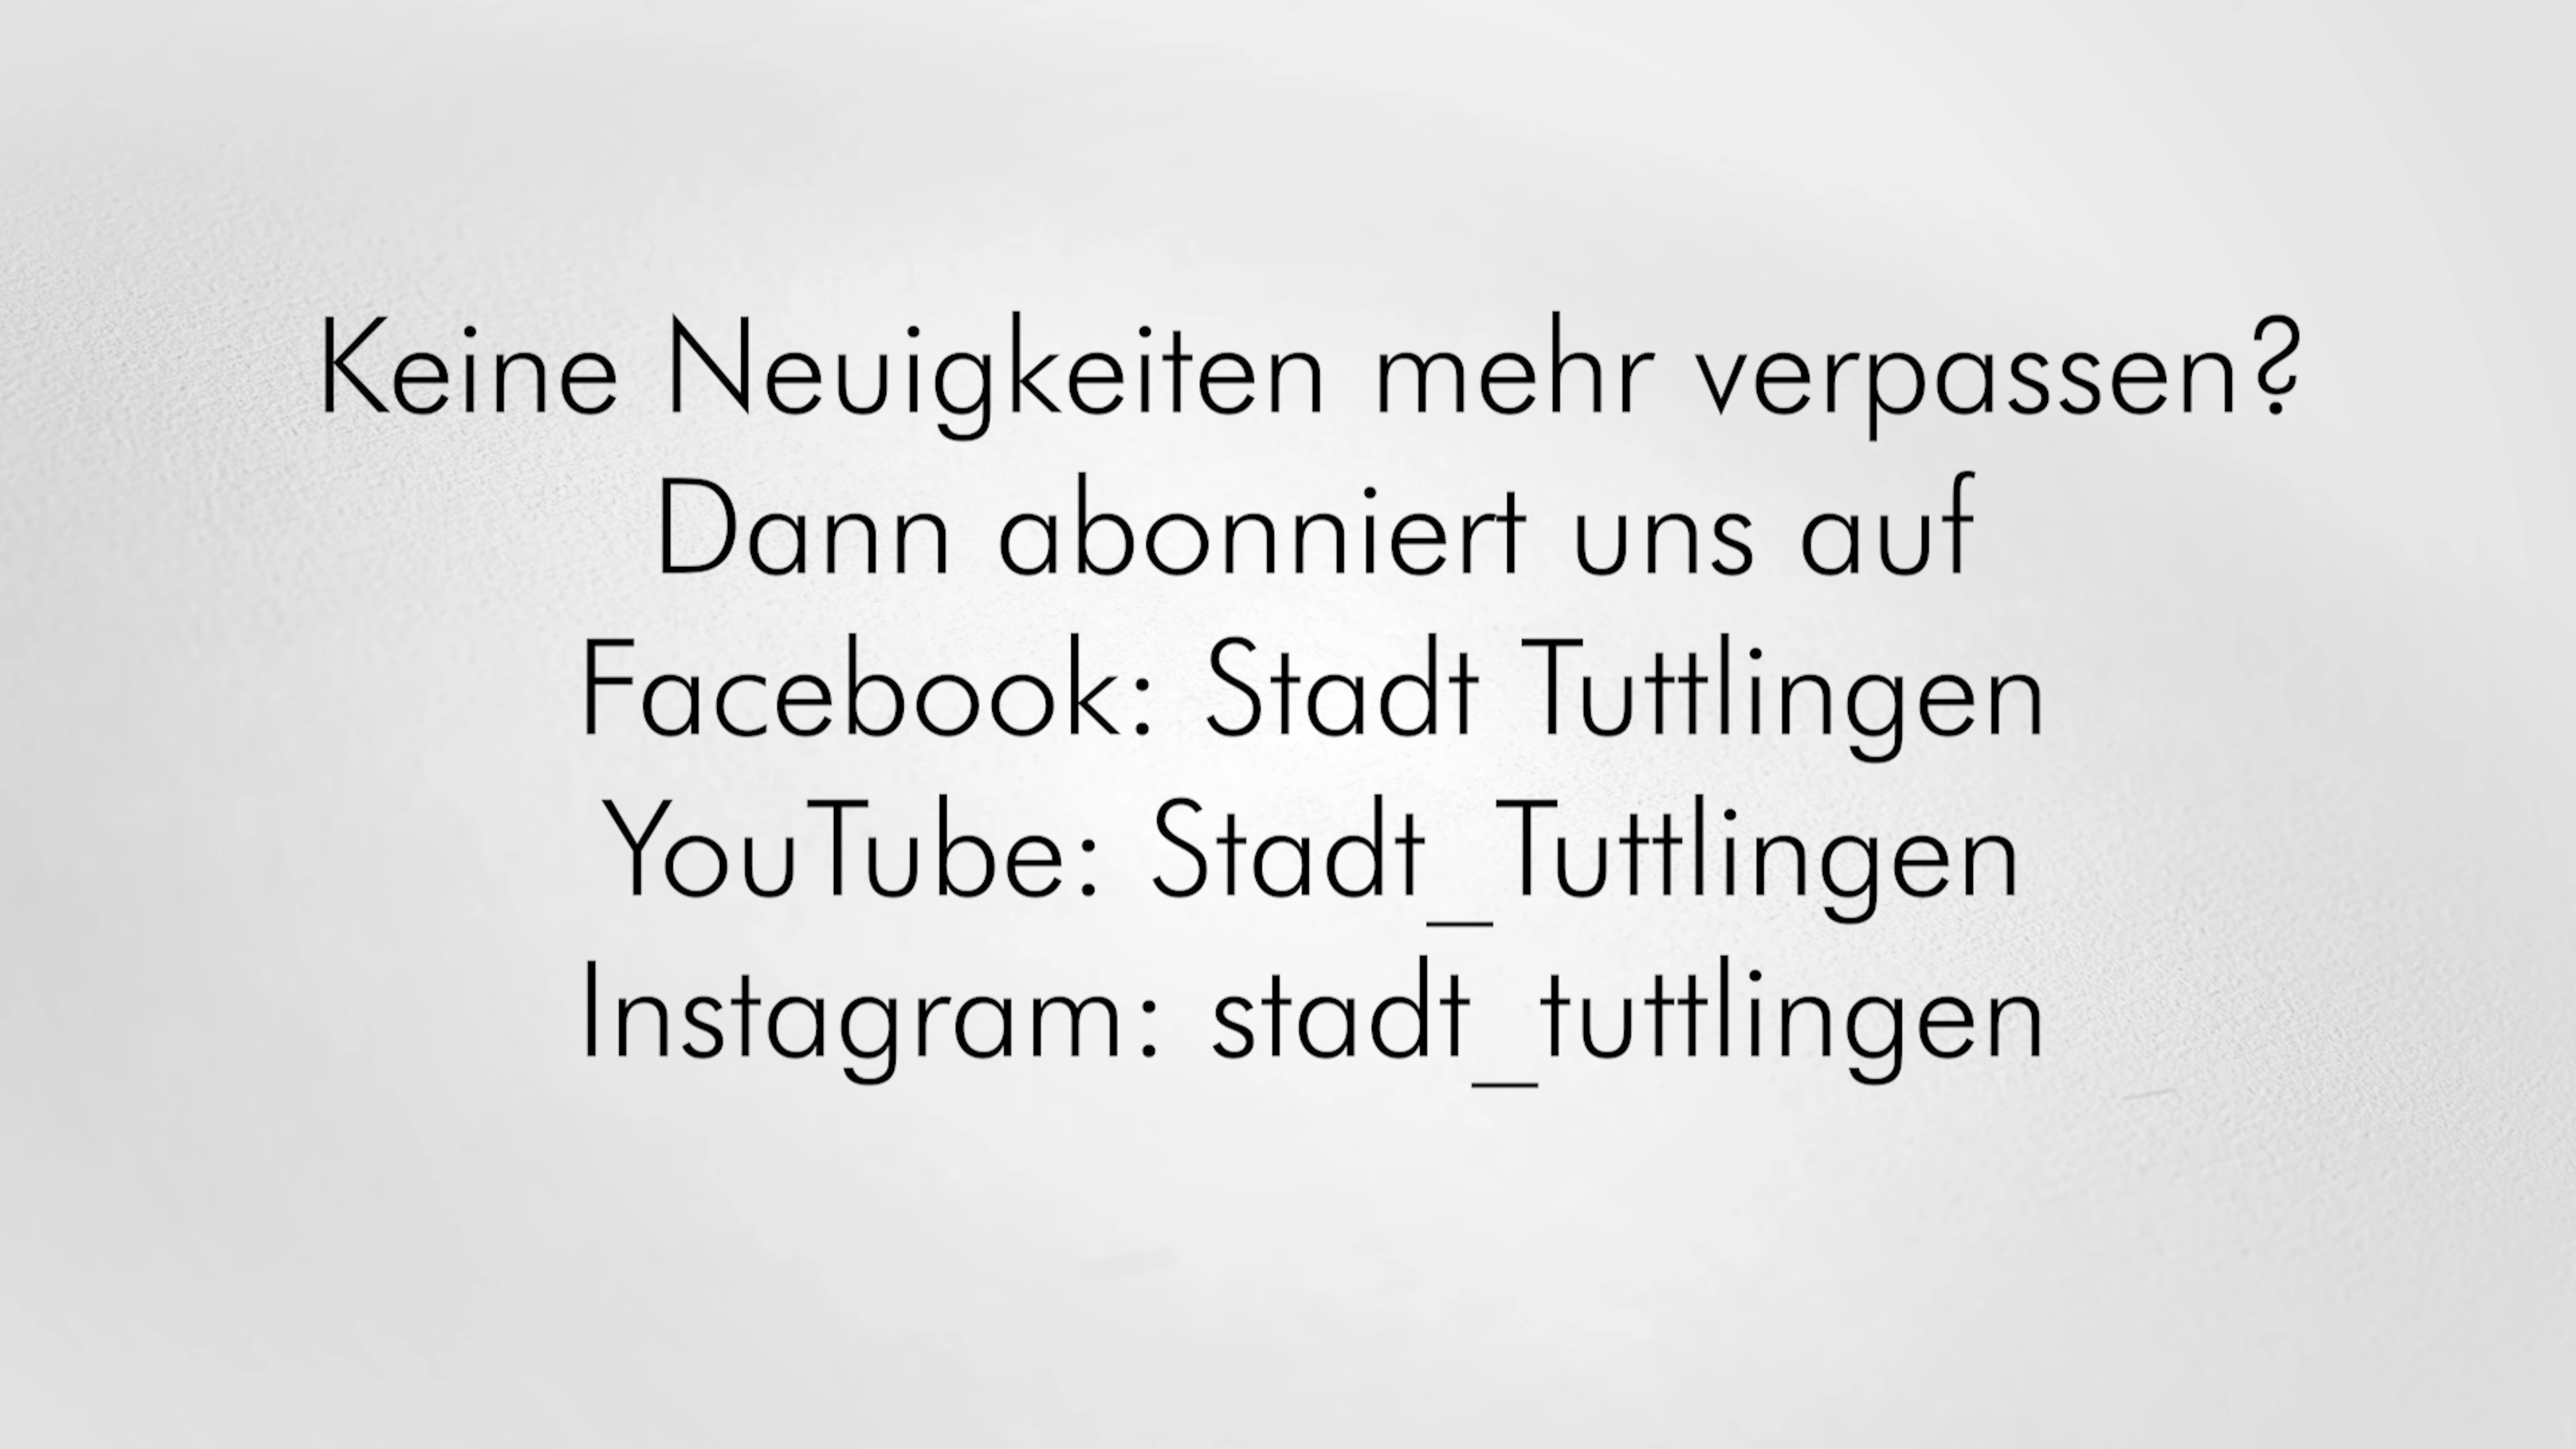 Keine Neuigkeiten mehr verpassen?
Dann abonniert uns auf
Facebook: Stadt Tuttlingen
YouTube: Stadt_Tuttlingen
Instagram: stadt_tuttlingen